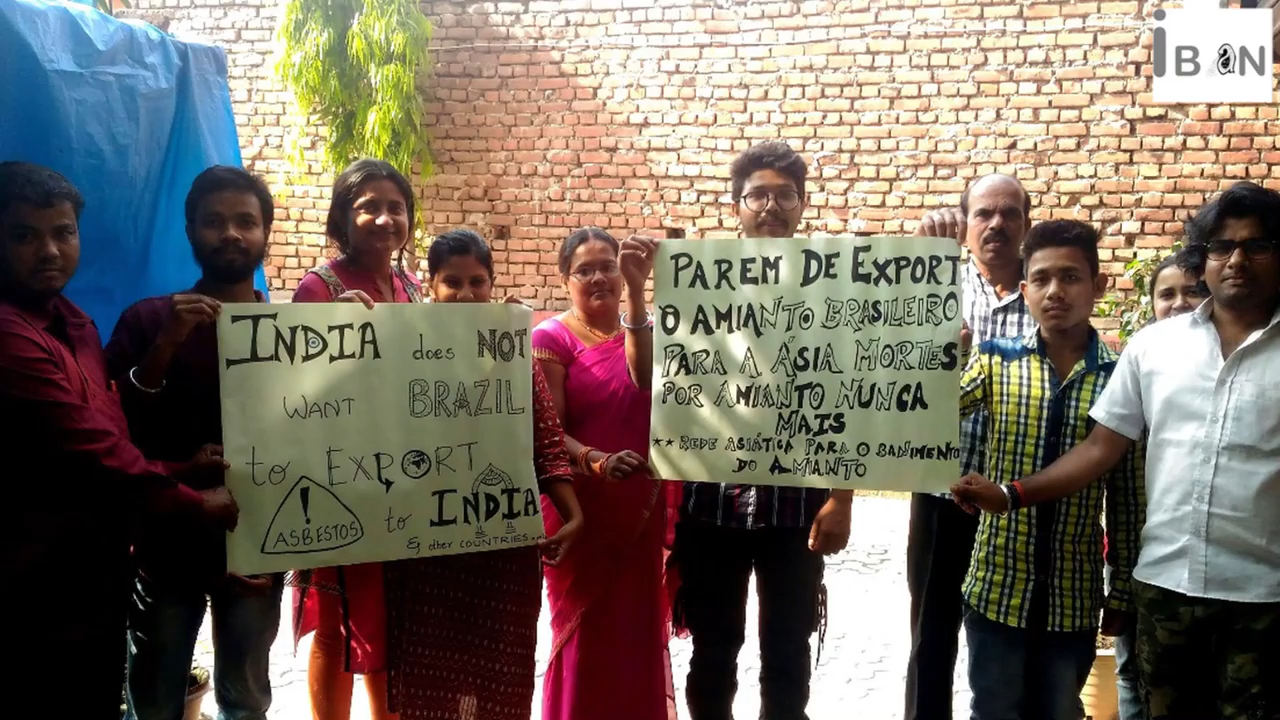 iBAN
INDIA does NOT
WANT BRAZIL
to EXPORT
! ASBESTOS to INDIA
& other COUNTRIES...
PAREM DE EXPORT
O AMIANTO BRASILEIRO
PARA A ÁSIA MORTES
POR AMIANTO NUNCA
MAIS
** REDE ASIÁTICA PARA O BANIMENTO
DO AMIANTO